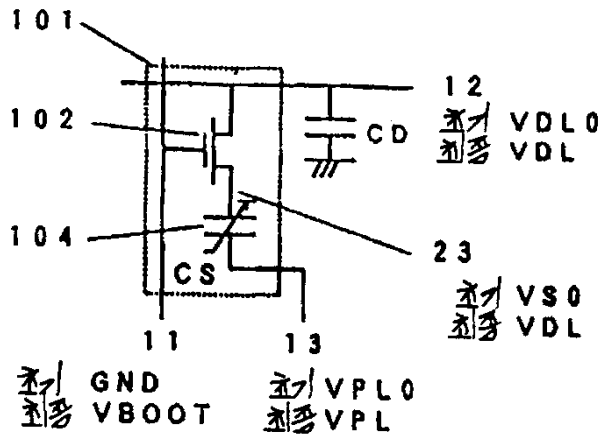 101
12
102
CD
초기 VDL0
최종 VDL
104
23
CS
초기 VS0
최종 VDL
11
13
초기 GND
최종 VBOOT
초기 VPL0
최종 VPL